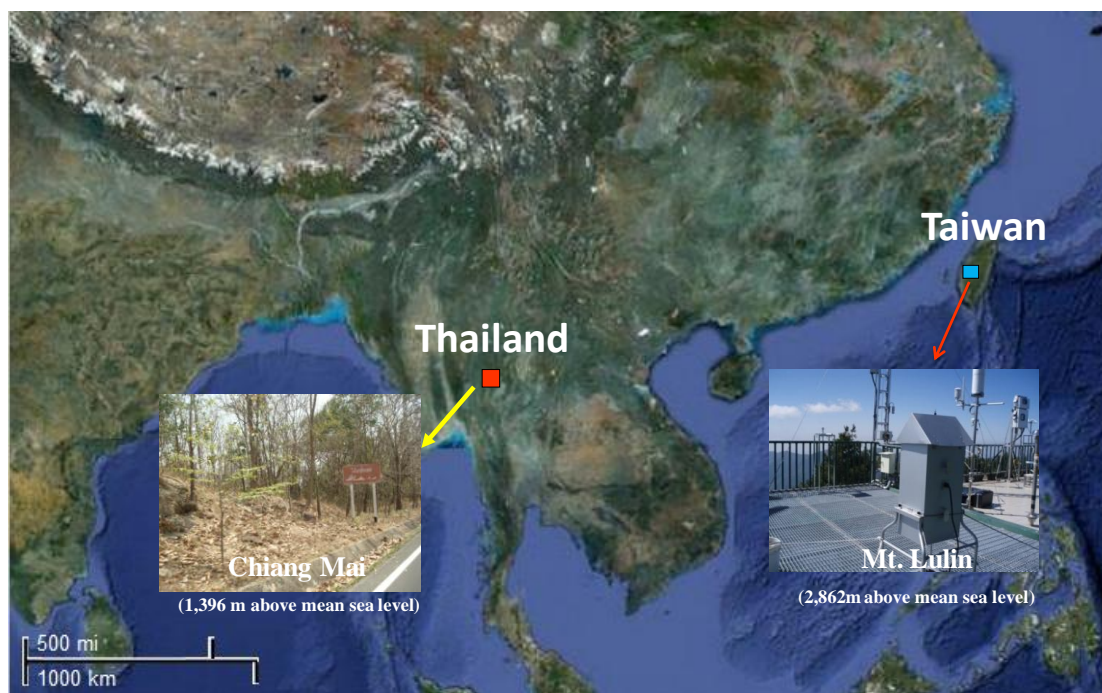 Taiwan
Thailand
Chiang Mai
(1,396 m above mean sea level)
Mt. Lulin
(2,862m above mean sea level)
500 mi
1000 km